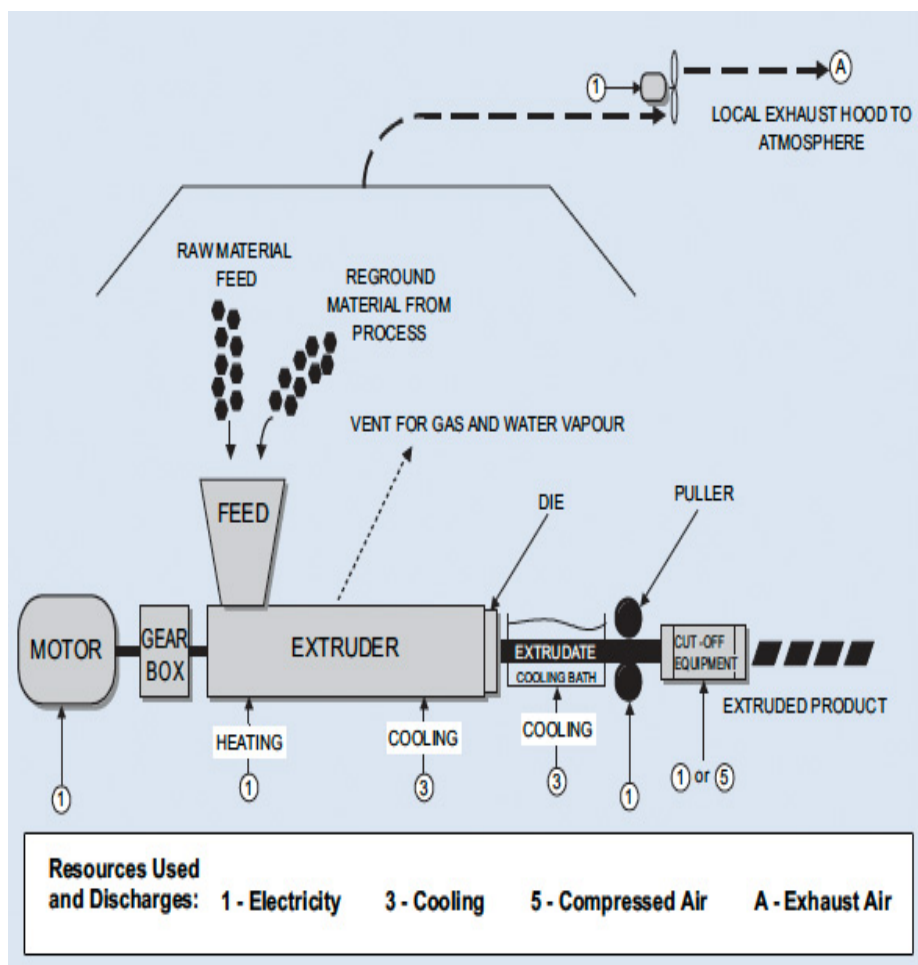 1
A
LOCAL EXHAUST HOOD TO
ATMOSPHERE
RAW MATERIAL
FEED
REGROUND
MATERIAL FROM
PROCESS
VENT FOR GAS AND WATER VAPOUR
FEED
DIE
PULLER
MOTOR
GEAR
BOX
EXTRUDER
EXTRUDATE
COOLING BATH
CUT-OFF
EQUIPMENT
EXTRUDED PRODUCT
HEATING
COOLING
COOLING
1
1
3
3
1
1 or 5
Resources Used
and Discharges: 1 - Electricity 3 - Cooling 5 - Compressed Air A - Exhaust Air